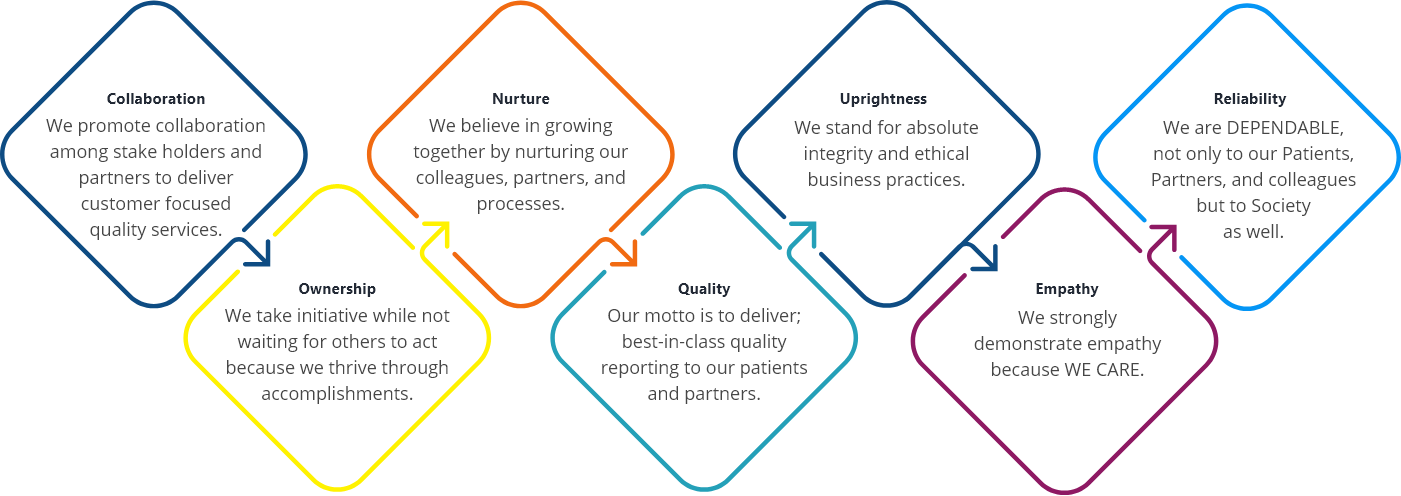 Collaboration
We promote collaboration
among stake holders and
partners to deliver
customer focused
quality services.
Ownership
We take initiative while not
waiting for others to act
because we thrive through
accomplishments.
Nurture
We believe in growing
together by nurturing our
colleagues, partners, and
processes.
Quality
Our motto is to deliver;
best-in-class quality
reporting to our patients
and partners.
Uprightness
We stand for absolute
integrity and ethical
business practices.
Empathy
We strongly
demonstrate empathy
because WE CARE.
Reliability
We are DEPENDABLE,
not only to our Patients,
Partners, and colleagues
but to Society
as well.